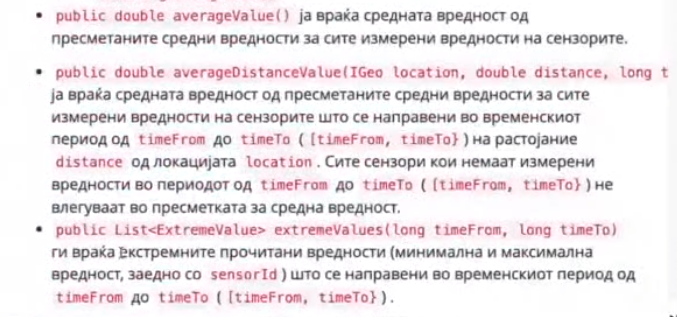 public double averageValue() ја враќа средната вредност од
пресметаните средни вредности за сите измерени вредности на сензорите.
public double averageDistanceValue(IGeo location, double distance, long t
ја враќа средната вредност од пресметаните средни вредности за сите
измерени вредности на сензорите што се направени во временскиот
период од timeFrom до timeTo ( [timeFrom, timeTo} ) на растојание
distance од локацијата location . Сите сензори кои немаат измерени
вредности во периодот од timeFrom до timeTo ( [timeFrom, timeTo} ) не
влегуваат во пресметката за средна вредност.
public List<ExtremeValue> extremeValues(long timeFrom, long timeTo)
ги враќа екстремните прочитани вредности (минимална и максимална
вредност, заедно со sensorId ) што се направени во временскиот период од
timeFrom до timeTo ( [timeFrom, timeTo} ) .